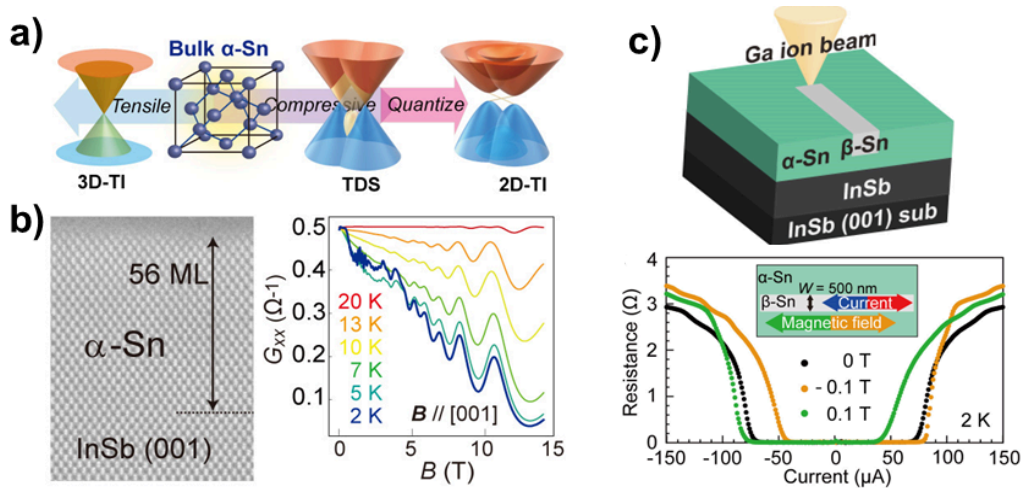 a)
Bulk α-Sn
Tensile
Compressive
Quantize
3D-TI
TDS
2D-TI
b)
56 ML
α-Sn
InSb (001)
Gxx (Ω-1)
0.5
0.4
0.3
0.2
0.1
20 K
13 K
10 K
7 K
5 K
2 K
B // [001]
0 5 10 15
B (T)
c)
Ga ion beam
α-Sn β-Sn
InSb
InSb (001) sub
Resistance (Ω)
4
3
2
1
0
α-Sn
W = 500 nm
β-Sn Current
Magnetic field
0 T
- 0.1 T
0.1 T
2 K
-150 -100 -50 0 50 100 150
Current (µA)